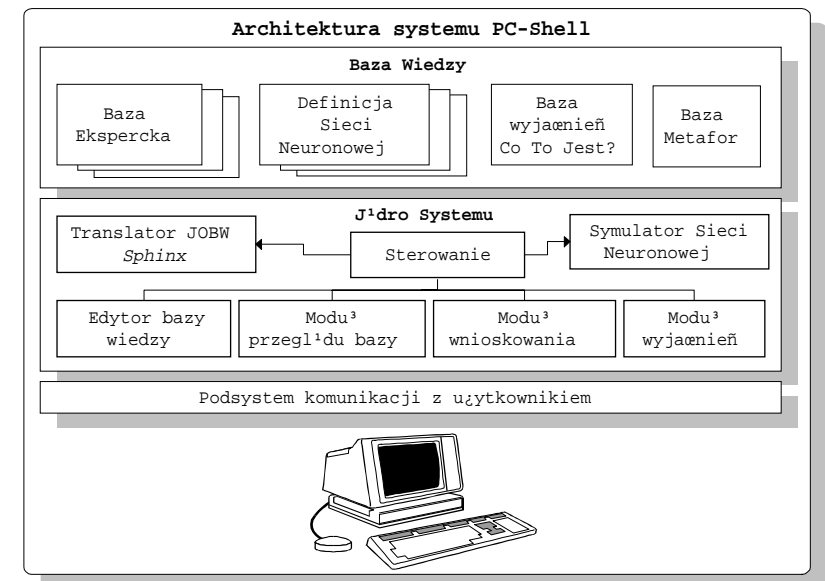 Architektura systemu PC-Shell
Baza Wiedzy
Baza
Ekspercka
Definicja
Sieci
Neuronowej
Baza
wyjaœnieñ
Co To Jest?
Baza
Metafor
J¹dro Systemu
Translator JOBW
Sphinx
Sterowanie
Symulator Sieci
Neuronowej
Edytor bazy
wiedzy
Modu³
przegl¹du bazy
Modu³
wnioskowania
Modu³
wyjaœnieñ
Podsystem komunikacji z u¿ytkownikiem